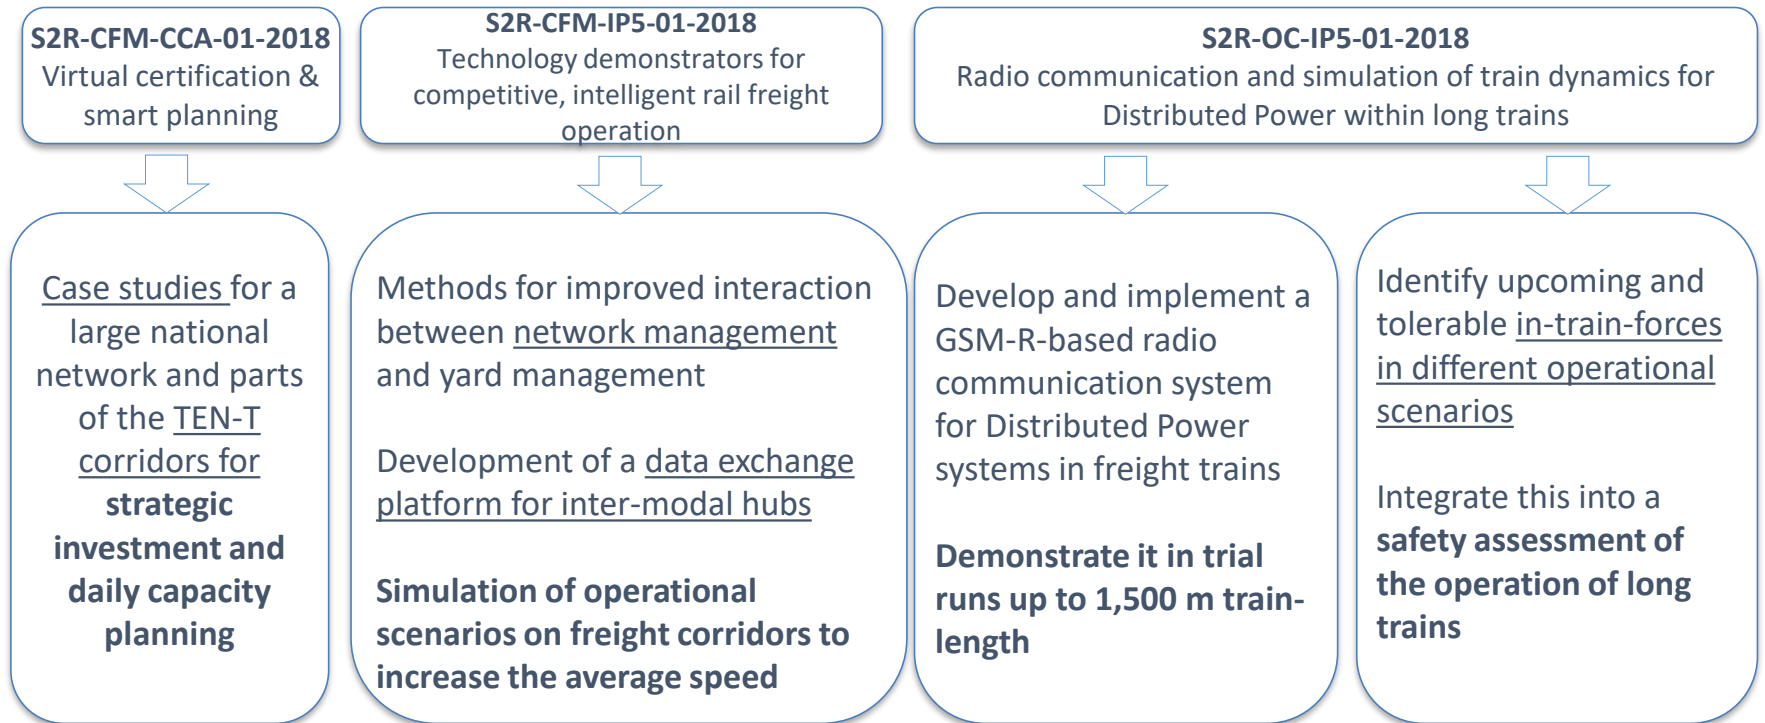 S2R-CFM-CCA-01-2018
Virtual certification &
smart planning
S2R-CFM-IP5-01-2018
Technology demonstrators for
competitive, intelligent rail freight
operation
S2R-OC-IP5-01-2018
Radio communication and simulation of train dynamics for
Distributed Power within long trains
Case studies for a
large national
network and parts
of the TEN-T
corridors for
strategic
investment and
daily capacity
planning
Methods for improved interaction
between network management
and yard management
Development of a data exchange
platform for inter-modal hubs
Simulation of operational
scenarios on freight corridors to
increase the average speed
Develop and implement a
GSM-R-based radio
communication system
for Distributed Power
systems in freight trains
Demonstrate it in trial
runs up to 1,500 m train-
length
Identify upcoming and
tolerable in-train-forces
in different operational
scenarios
Integrate this into a
safety assessment of
the operation of long
trains